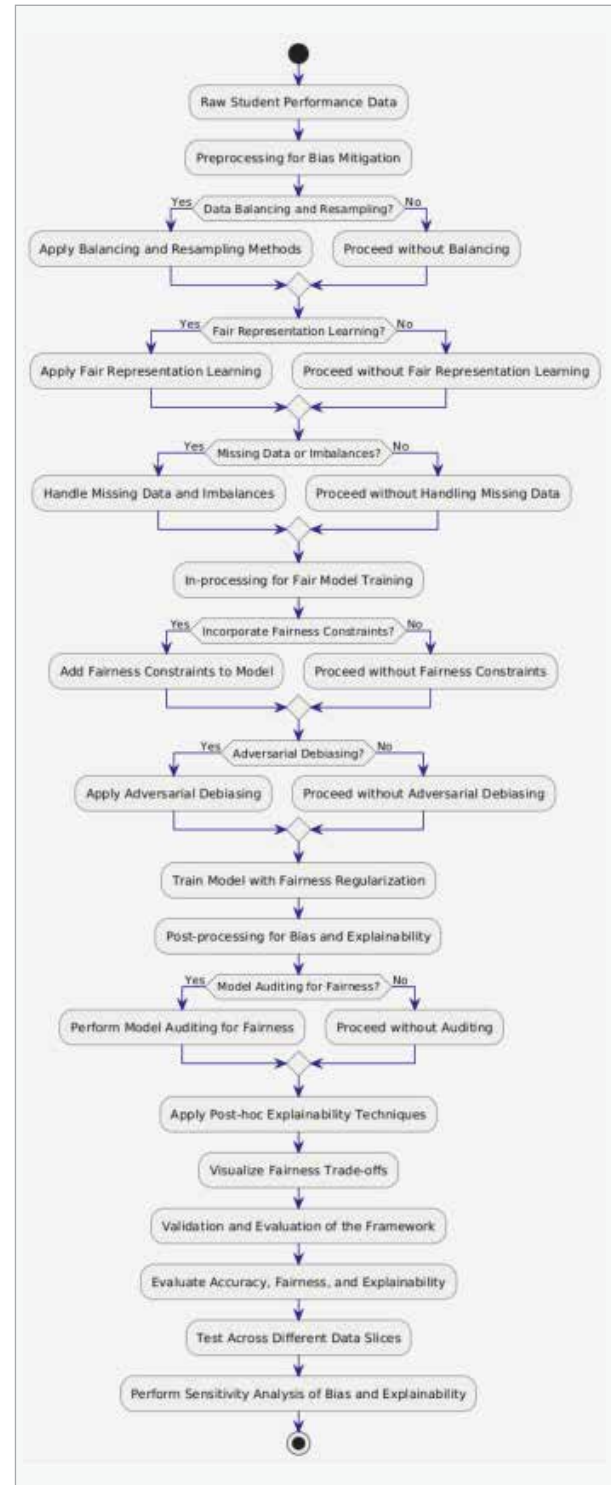 Raw Student Performance Data
Preprocessing for Bias Mitigation
Yes Data Balancing and Resampling? No
Apply Balancing and Resampling Methods Proceed without Balancing
Yes Fair Representation Learning? No
Apply Fair Representation Learning Proceed without Fair Representation Learning
Yes Missing Data or Imbalances? No
Handle Missing Data and Imbalances Proceed without Handling Missing Data
In-processing for Fair Model Training
Yes Incorporate Fairness Constraints? No
Add Fairness Constraints to Model Proceed without Fairness Constraints
Yes Adversarial Debiasing? No
Apply Adversarial Debiasing Proceed without Adversarial Debiasing
Train Model with Fairness Regularization
Post-processing for Bias and Explainability
Yes Model Auditing for Fairness? No
Perform Model Auditing for Fairness Proceed without Auditing
Apply Post-hoc Explainability Techniques
Visualize Fairness Trade-offs
Validation and Evaluation of the Framework
Evaluate Accuracy, Fairness, and Explainability
Test Across Different Data Slices
Perform Sensitivity Analysis of Bias and Explainability